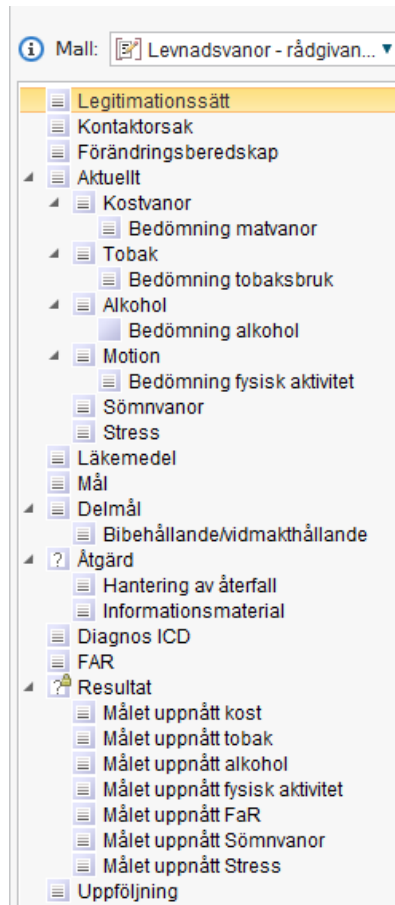 Mall: Levnadsvanor - rådgivan...
Legitimationssätt
Kontaktorsak
Förändringsberedskap
Aktuellt
Kostvanor
Bedömning matvanor
Tobak
Bedömning tobaksbruk
Alkohol
Bedömning alkohol
Motion
Bedömning fysisk aktivitet
Sömnvanor
Stress
Läkemedel
Mål
Delmål
Bibehållande/vidmakthållande
Åtgärd
Hantering av återfall
Informationsmaterial
Diagnos ICD
FAR
Resultat
Målet uppnått kost
Målet uppnått tobak
Målet uppnått alkohol
Målet uppnått fysisk aktivitet
Målet uppnått FaR
Målet uppnått Sömnvanor
Målet uppnått Stress
Uppföljning